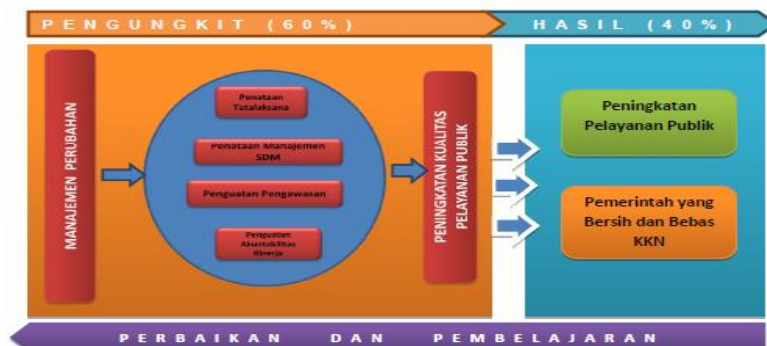 PENGUNGKIT (60%)
HASIL (40%)
MANAJEMEN PERUBAHAN
Penataan
Tatalaksana
Penataan Manajemen
SDM
Penguatan Pengawasan
Penguatan
Akuntabilitas
Kinerja
PENINGKATAN KUALITAS
PELAYANAN PUBLIK
Peningkatan
Pelayanan Publik
Pemerintah yang
Bersih dan Bebas
KKN
PERBAIKAN DAN PEMBELAJARAN